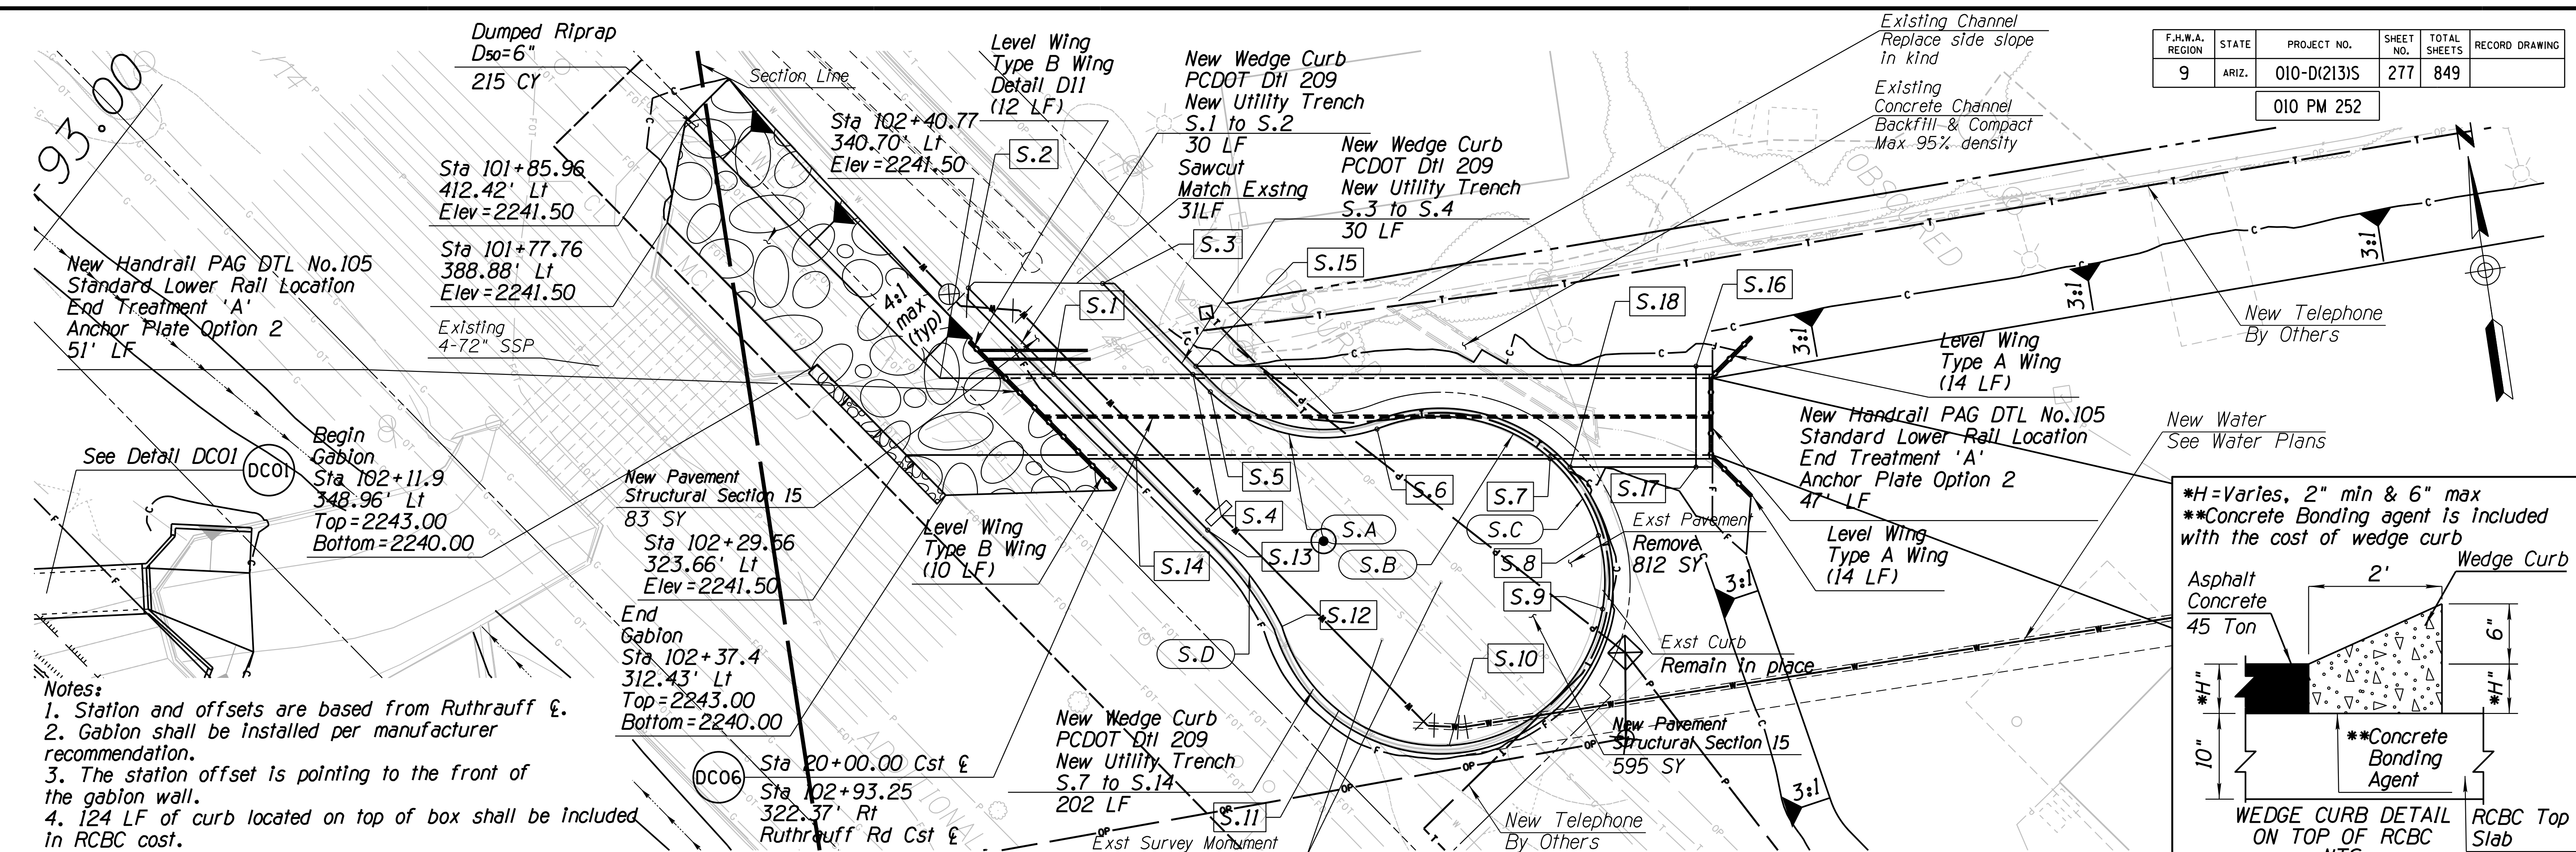 Dumped Riprap
D50=6"
215 CY
Section Line
Level Wing
Type B Wing
Detail D11
(12 LF)
New Wedge Curb
PCDOT Dtl 209
New Utility Trench
S.1 to S.2
30 LF
Sawcut
Match Exstng
31LF
New Wedge Curb
PCDOT Dtl 209
New Utility Trench
S.3 to S.4
30 LF
Existing Channel
Replace side slope
in kind
Existing
Concrete Channel
Backfill & Compact
Max 95% density
F.H.W.A. REGION
STATE
PROJECT NO.
SHEET NO.
TOTAL SHEETS
RECORD DRAWING
9
ARIZ.
010-D(213)S
277
849
010 PM 252
93.00
Sta 102+40.77
340.70' Lt
Elev=2241.50
S.2
Sta 101+85.96
412.42' Lt
Elev=2241.50
Sta 101+77.76
388.88' Lt
Elev=2241.50
New Handrail PAG DTL No.105
Standard Lower Rail Location
End Treatment 'A'
Anchor Plate Option 2
51' LF
Existing
4-72" SSP
4:1
max
(typ)
S.3
S.15
S.1
S.18
S.16
OBSCURED
OBSCURED
3:1
3:1
3:1
N
New Telephone
By Others
Level Wing
Type A Wing
(14 LF)
New Handrail PAG DTL No.105
Standard Lower Rail Location
End Treatment 'A'
Anchor Plate Option 2
47' LF
New Water
See Water Plans
See Detail DC01
DC01
Begin
Gabion
Sta 102+11.9
348.96' Lt
Top=2243.00
Bottom=2240.00
New Pavement
Structural Section 15
83 SY
Sta 102+29.56
323.66' Lt
Elev=2241.50
Level Wing
Type B Wing
(10 LF)
End
Gabion
Sta 102+37.4
312.43' Lt
Top=2243.00
Bottom=2240.00
S.5
S.6
S.7
S.17
S.4
S.A
S.C
S.14
S.13
S.B
S.8
S.9
S.12
S.D
S.10
S.11
Exst Pavement
Remove
812 SY
Level Wing
Type A Wing
(14 LF)
3:1
Exst Curb
Remain in place
New Pavement
Structural Section 15
595 SY
3:1
New Wedge Curb
PCDOT Dtl 209
New Utility Trench
S.7 to S.14
202 LF
DC06
Sta 20+00.00 Cst ℄
Sta 102+93.25
322.37' Rt
Ruthrauff Rd Cst ℄
ADDITIONAL
Exst Survey Monument
New Telephone
By Others
Notes:
1. Station and offsets are based from Ruthrauff ℄.
2. Gabion shall be installed per manufacturer
recommendation.
3. The station offset is pointing to the front of
the gabion wall.
4. 124 LF of curb located on top of box shall be included
in RCBC cost.
*H=Varies, 2" min & 6" max
**Concrete Bonding agent is included
with the cost of wedge curb
Wedge Curb
Asphalt
Concrete
45 Ton
2'
6"
*H"
*H"
10"
**Concrete
Bonding
Agent
WEDGE CURB DETAIL
ON TOP OF RCBC
NTS
RCBC Top
Slab